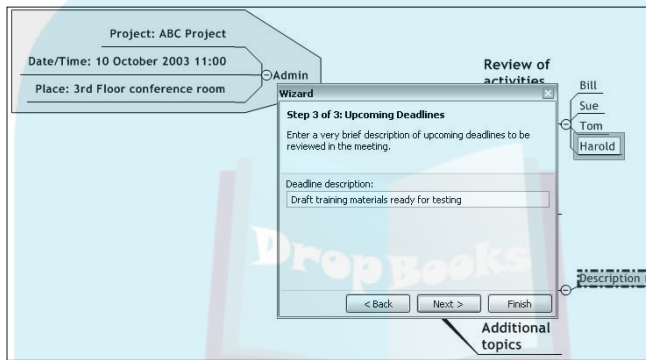 Project: ABC Project
Date/Time: 10 October 2003 11:00
Place: 3rd Floor conference room
Admin
Review of
activities
Bill
Sue
Tom
Harold
Wizard
Step 3 of 3: Upcoming Deadlines
Enter a very brief description of upcoming deadlines to be
reviewed in the meeting.
Deadline description:
Draft training materials ready for testing
Drop Books
< Back
Next >
Finish
Description
Additional
topics